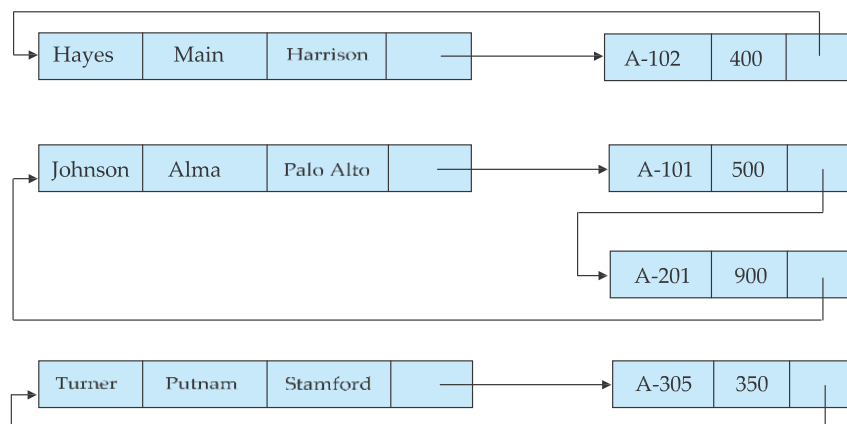 Hayes Main Harrison A-102 400
Johnson Alma Palo Alto A-101 500
A-201 900
Turner Putnam Stamford A-305 350